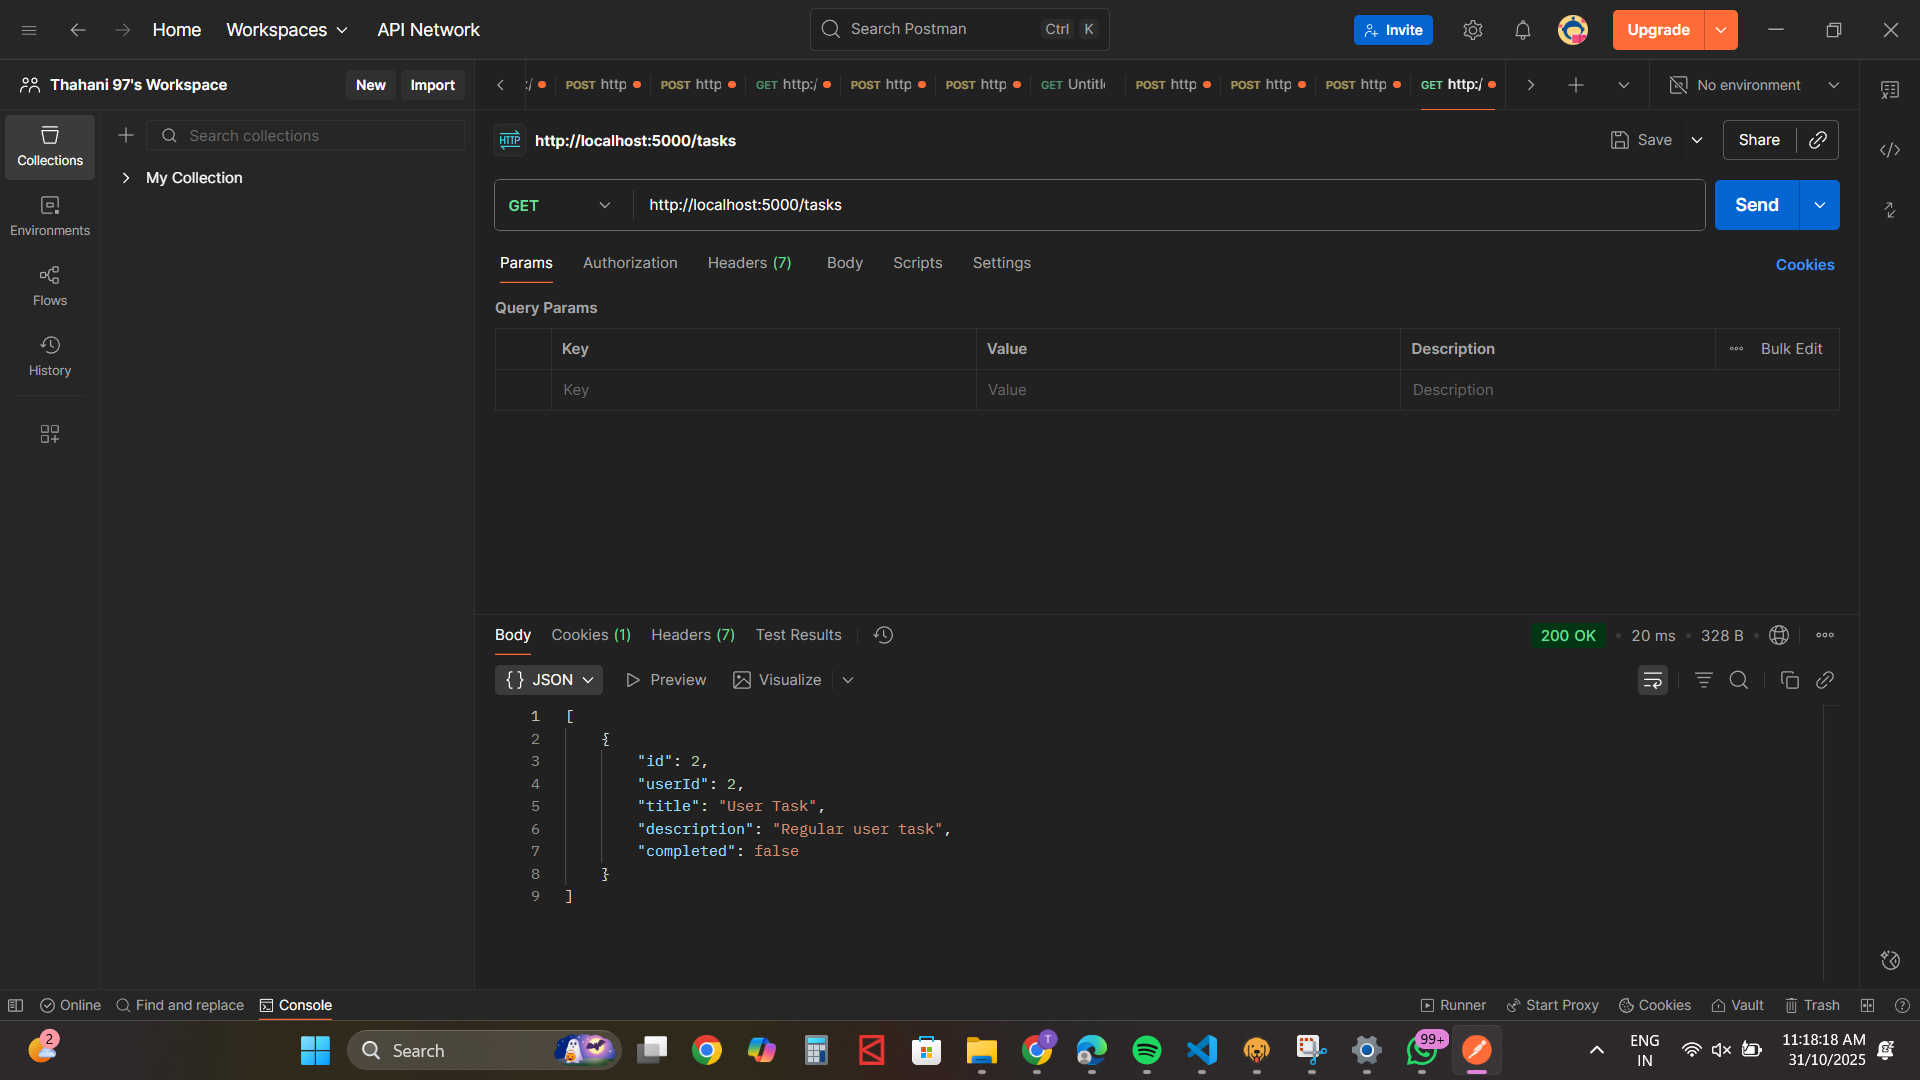 Home
Workspaces
API Network
Search Postman
Ctrl
K
Invite
Upgrade
Thahani 97's Workspace
New
Import
:/
POST http
POST http
GET http:/
POST http
POST http
GET Untitl
POST http
POST http
POST http
GET http:/
No environment
Collections
Environments
Flows
History
Search collections
My Collection
HTTP
http://localhost:5000/tasks
Save
Share
GET
http://localhost:5000/tasks
Send
Params
Authorization
Headers (7)
Body
Scripts
Settings
Cookies
Query Params
Key
Value
Description
Bulk Edit
Key
Value
Description
Body
Cookies (1)
Headers (7)
Test Results
200 OK
20 ms
328 B
{} JSON
Preview
Visualize
1 [
2 {
3 "id": 2,
4 "userId": 2,
5 "title": "User Task",
6 "description": "Regular user task",
7 "completed": false
8 }
9 ]
Online
Find and replace
Console
Runner
Start Proxy
Cookies
Vault
Trash
2
Search
T
99+
ENG
IN
11:18:18 AM
31/10/2025